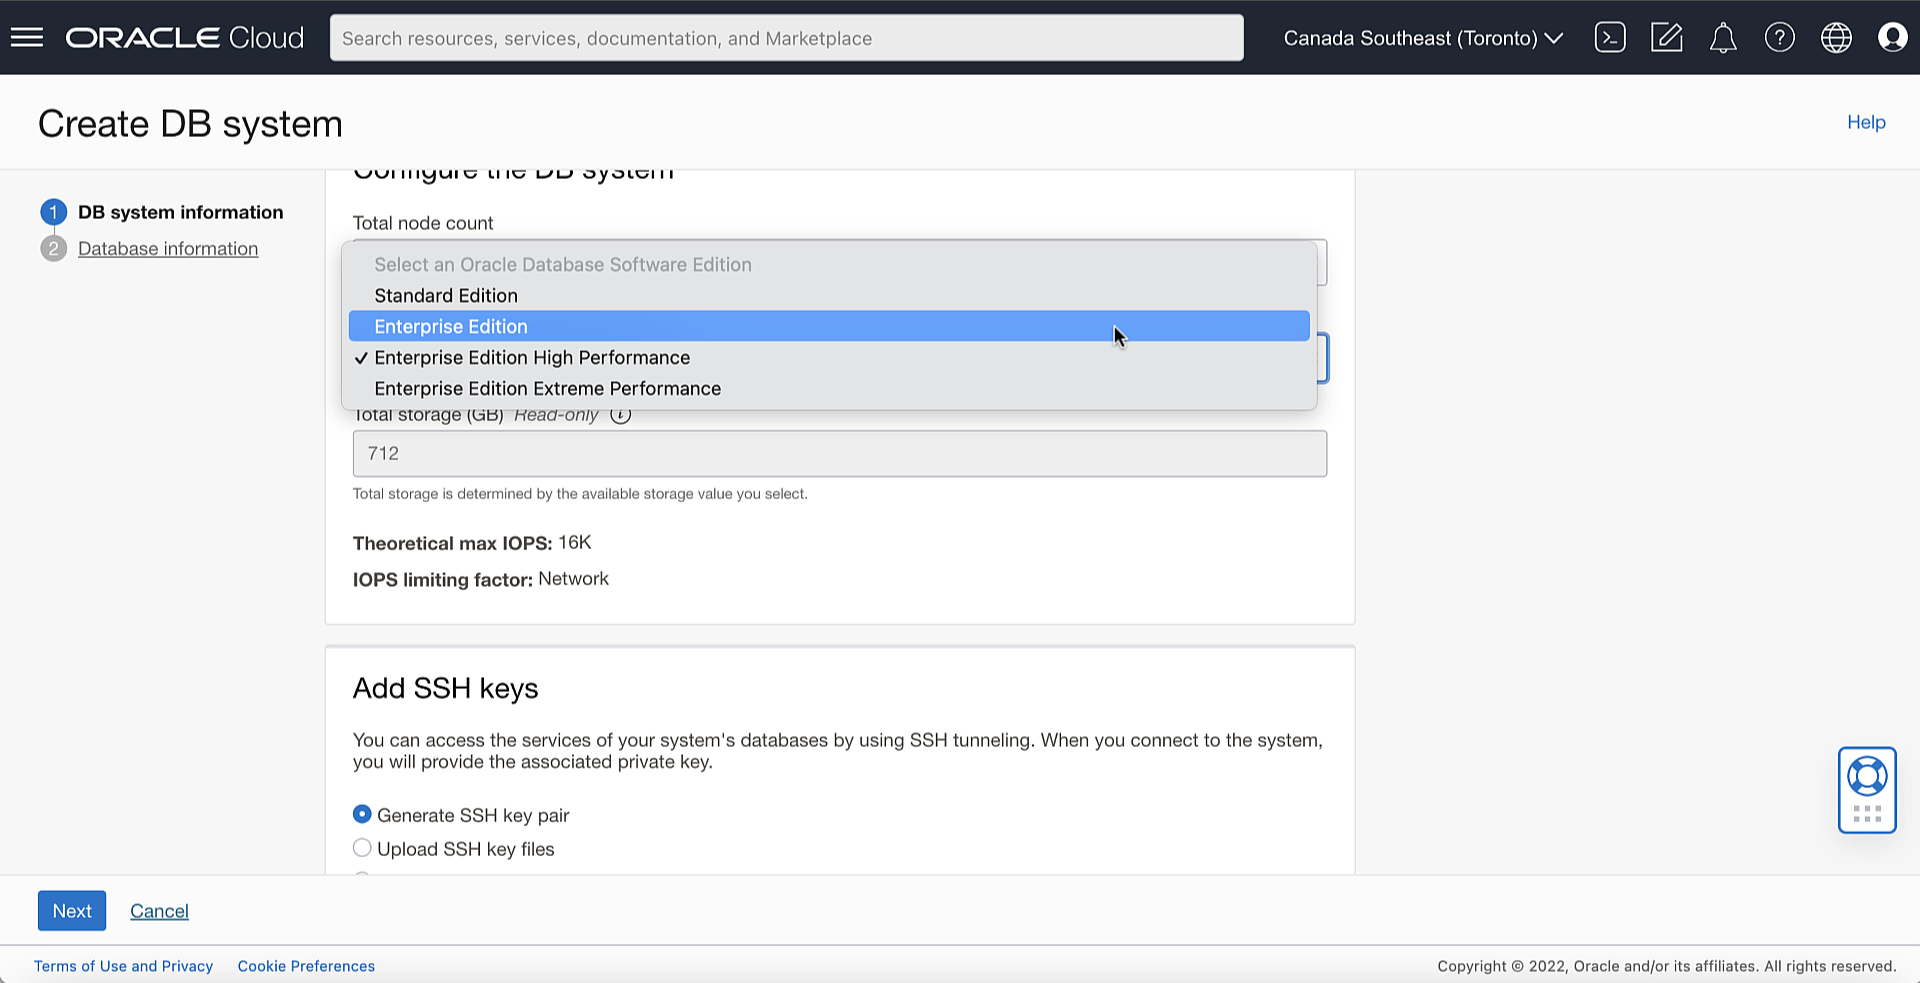 ORACLE Cloud
Search resources, services, documentation, and Marketplace
Canada Southeast (Toronto)
Create DB system
Help
1 DB system information
2 Database information
Configure the DB system
Total node count
Select an Oracle Database Software Edition
Standard Edition
Enterprise Edition
Enterprise Edition High Performance
Enterprise Edition Extreme Performance
Total storage (GB) Read-only
712
Total storage is determined by the available storage value you select.
Theoretical max IOPS: 16K
IOPS limiting factor: Network
Add SSH keys
You can access the services of your system's databases by using SSH tunneling. When you connect to the system,
you will provide the associated private key.
Generate SSH key pair
Upload SSH key files
Next
Cancel
Terms of Use and Privacy
Cookie Preferences
Copyright © 2022, Oracle and/or its affiliates. All rights reserved.